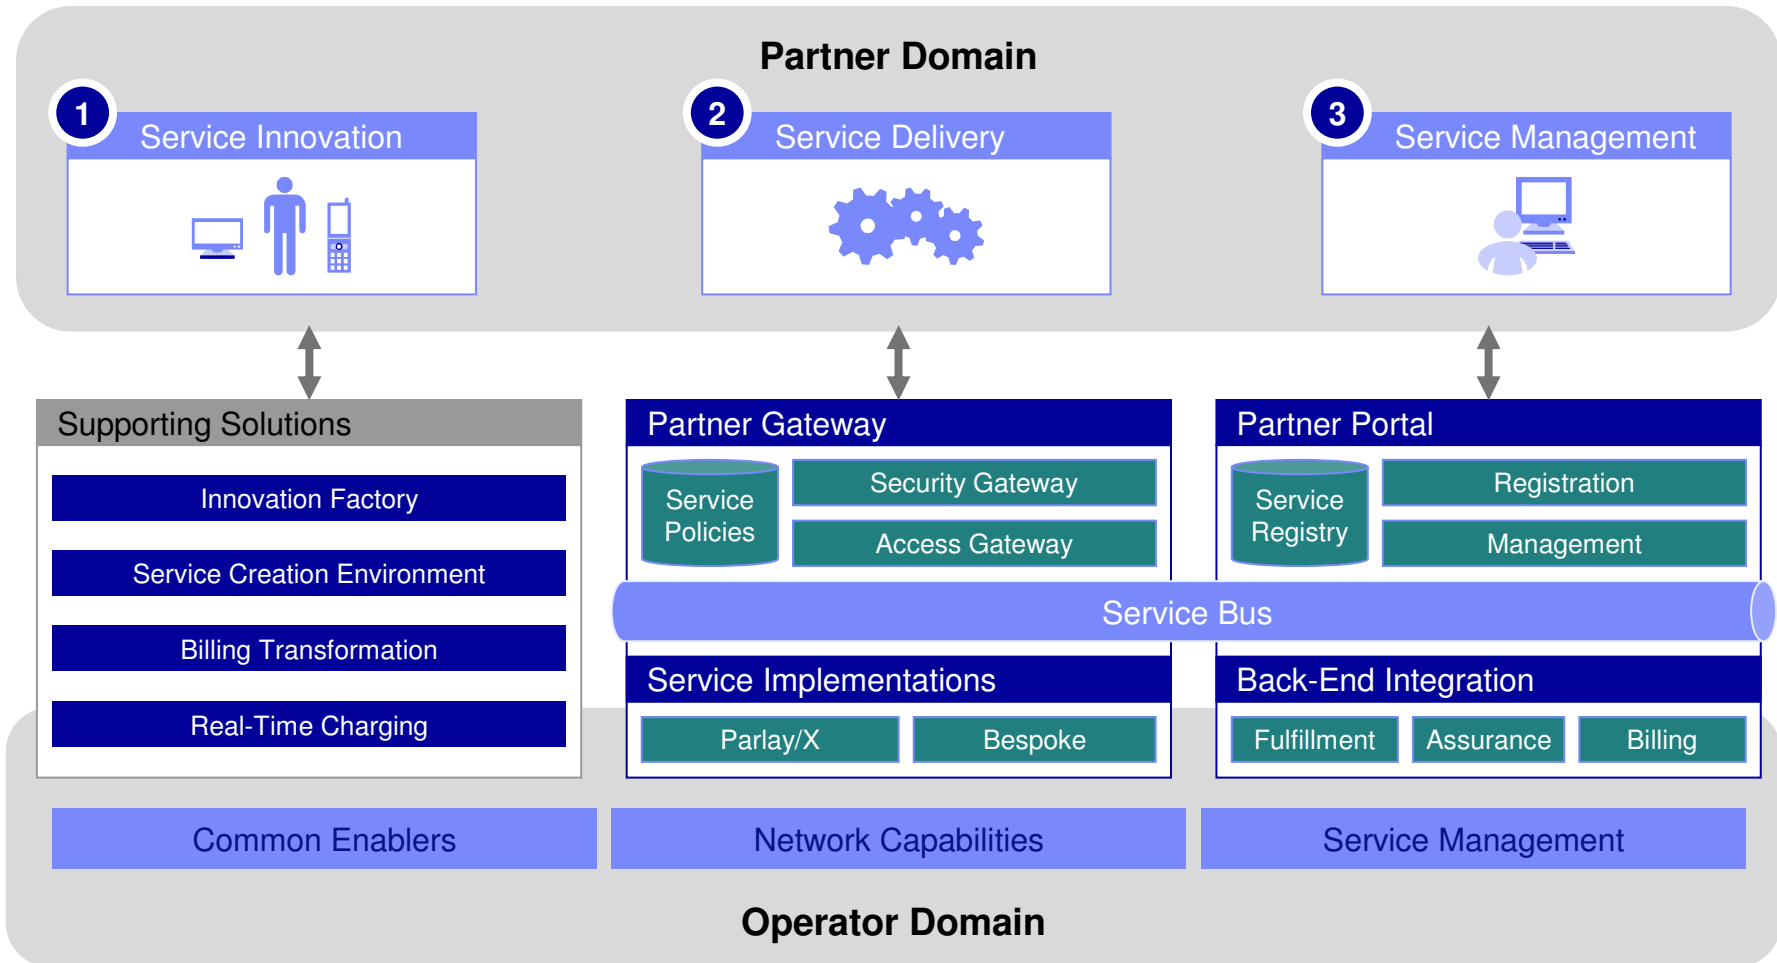 Partner Domain
1
Service Innovation
2
Service Delivery
3
Service Management
Supporting Solutions
Innovation Factory
Service Creation Environment
Billing Transformation
Real-Time Charging
Partner Gateway
Service
Policies
Security Gateway
Access Gateway
Partner Portal
Service
Registry
Registration
Management
Service Bus
Service Implementations
Parlay/X
Bespoke
Back-End Integration
Fulfillment
Assurance
Billing
Common Enablers
Network Capabilities
Service Management
Operator Domain